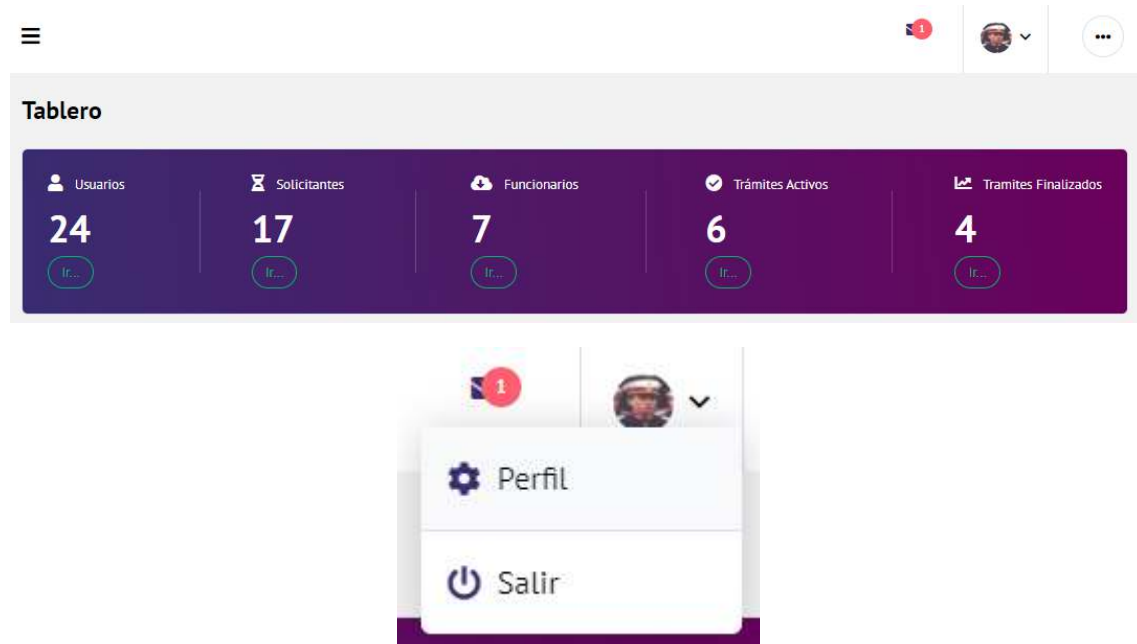 1
Tablero
Usuarios
Solicitantes
Funcionarios
Trámites Activos
Tramites Finalizados
24
17
7
6
4
Ir...
Ir...
Ir...
Ir...
Ir...
1
Perfil
Salir